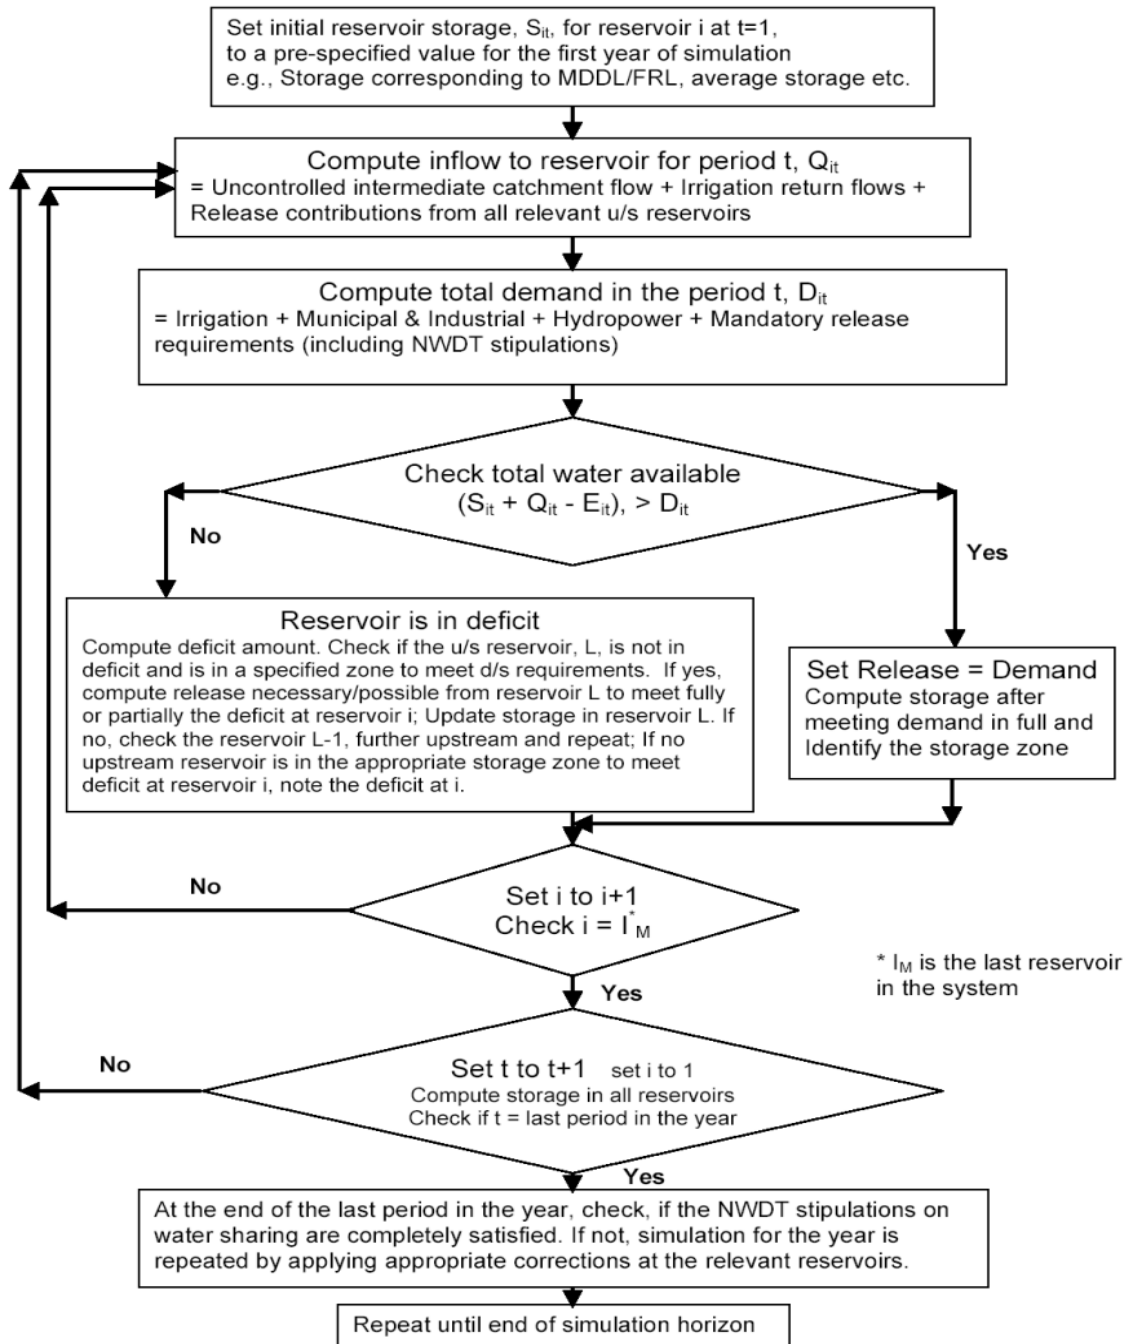 Set initial reservoir storage, Sit, for reservoir i at t=1,
to a pre-specified value for the first year of simulation
e.g., Storage corresponding to MDDL/FRL, average storage etc.
Compute inflow to reservoir for period t, Qit
= Uncontrolled intermediate catchment flow + Irrigation return flows +
Release contributions from all relevant u/s reservoirs
Compute total demand in the period t, Dit
= Irrigation + Municipal & Industrial + Hydropower + Mandatory release
requirements (including NWDT stipulations)
Check total water available
(Sit + Qit - Eit), > Dit
No
Yes
Reservoir is in deficit
Compute deficit amount. Check if the u/s reservoir, L, is not in
deficit and is in a specified zone to meet d/s requirements. If yes,
compute release necessary/possible from reservoir L to meet fully
or partially the deficit at reservoir i; Update storage in reservoir L. If
no, check the reservoir L-1, further upstream and repeat; If no
upstream reservoir is in the appropriate storage zone to meet
deficit at reservoir i, note the deficit at i.
Set Release = Demand
Compute storage after
meeting demand in full and
Identify the storage zone
No
Set i to i+1
Check i = I*M
* IM is the last reservoir
in the system
Yes
No
Set t to t+1 set i to 1
Compute storage in all reservoirs
Check if t = last period in the year
Yes
At the end of the last period in the year, check, if the NWDT stipulations on
water sharing are completely satisfied. If not, simulation for the year is
repeated by applying appropriate corrections at the relevant reservoirs.
Repeat until end of simulation horizon